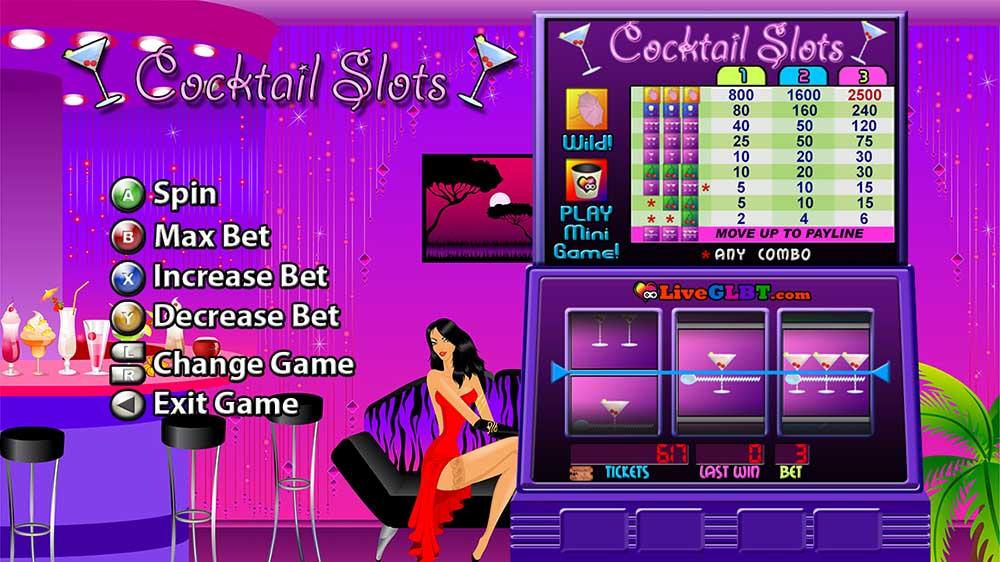 Cocktail Slots
A Spin
B Max Bet
X Increase Bet
Y Decrease Bet
L
R Change Game
Exit Game
Cocktail Slots
1 2 3
800 1600 2500
80 160 240
40 50 120
25 50 75
10 20 30
10 20 30
* 5 10 15
* 5 10 15
* * 2 4 6
MOVE UP TO PAYLINE
* ANY COMBO
Wild!
PLAY
Mini
Game!
LiveGLBT.com
617 0 3
TICKETS LAST WIN BET